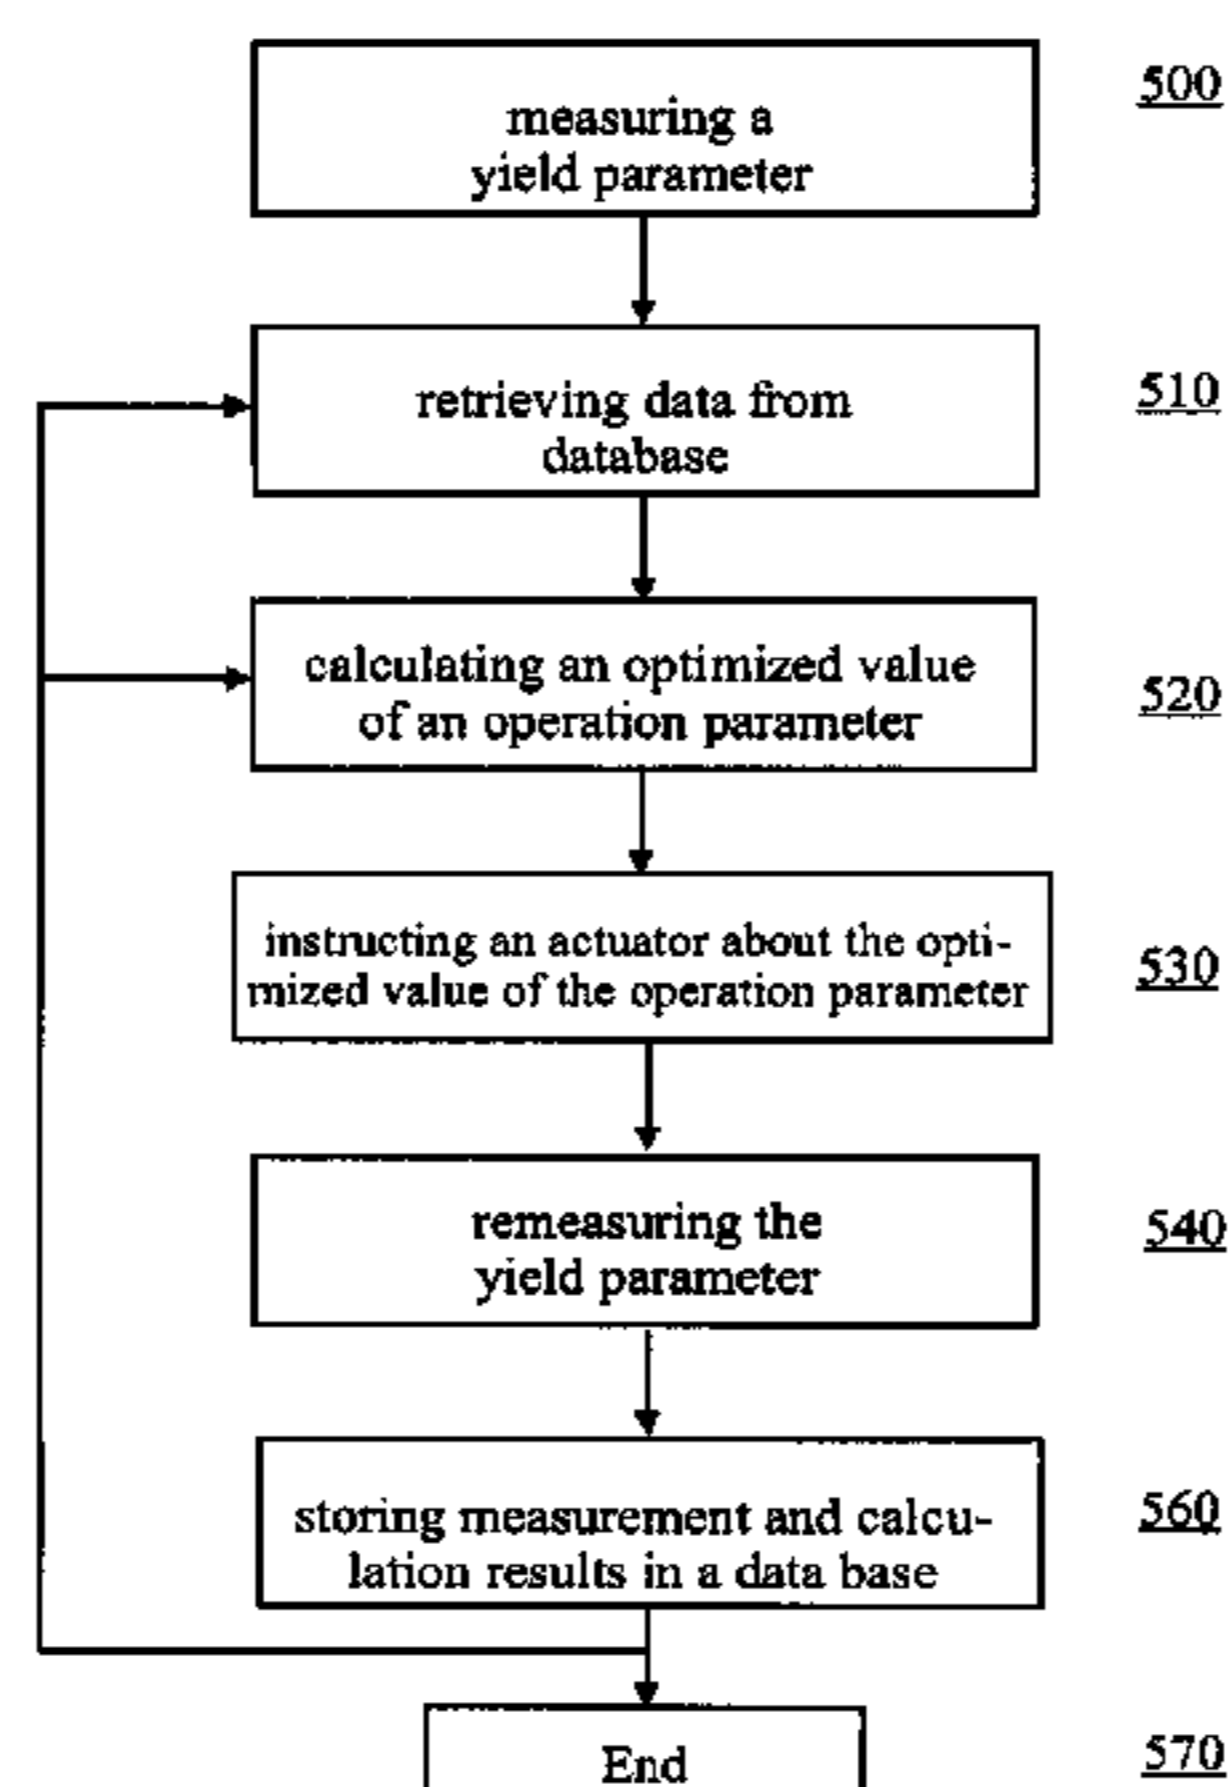 measuring a
yield parameter
500
retrieving data from
database
510
calculating an optimized value
of an operation parameter
520
instructing an actuator about the opti-
mized value of the operation parameter
530
remeasuring the
yield parameter
540
storing measurement and calcu-
lation results in a data base
560
End
570